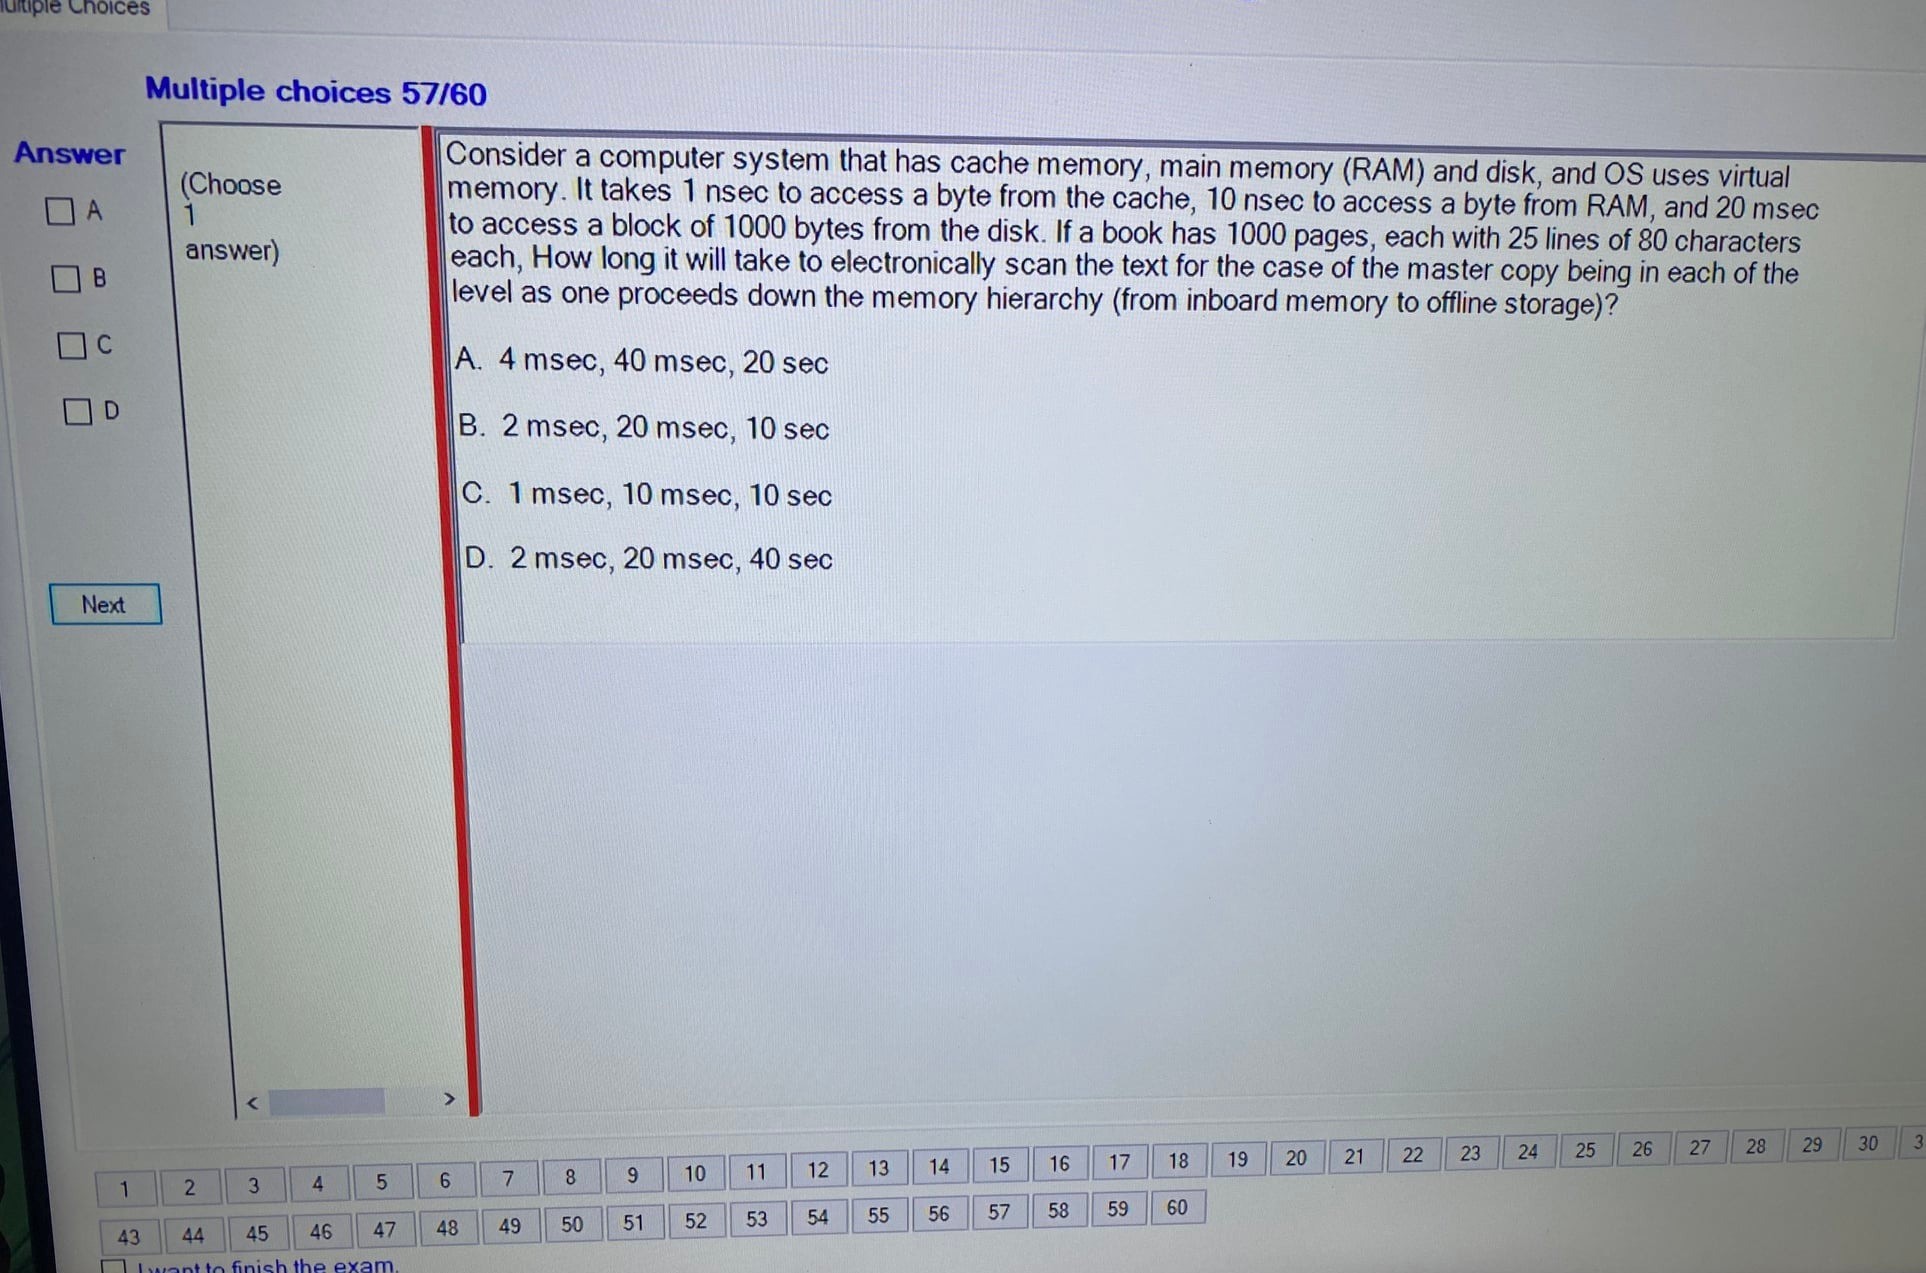 Choices
Multiple choices 57/60
Answer
A
B
C
D
Next
(Choose
1
answer)
Consider a computer system that has cache memory, main memory (RAM) and disk, and OS uses virtual
memory. It takes 1 nsec to access a byte from the cache, 10 nsec to access a byte from RAM, and 20 msec
to access a block of 1000 bytes from the disk. If a book has 1000 pages, each with 25 lines of 80 characters
each, How long it will take to electronically scan the text for the case of the master copy being in each of the
level as one proceeds down the memory hierarchy (from inboard memory to offline storage)?
A. 4 msec, 40 msec, 20 sec
B. 2 msec, 20 msec, 10 sec
C. 1 msec, 10 msec, 10 sec
D. 2 msec, 20 msec, 40 sec
< >
1 2 3 4 5 6 7 8 9 10 11 12 13 14 15 16 17 18 19 20 21 22 23 24 25 26 27 28 29 30
43 44 45 46 47 48 49 50 51 52 53 54 55 56 57 58 59 60
I want to finish the exam.